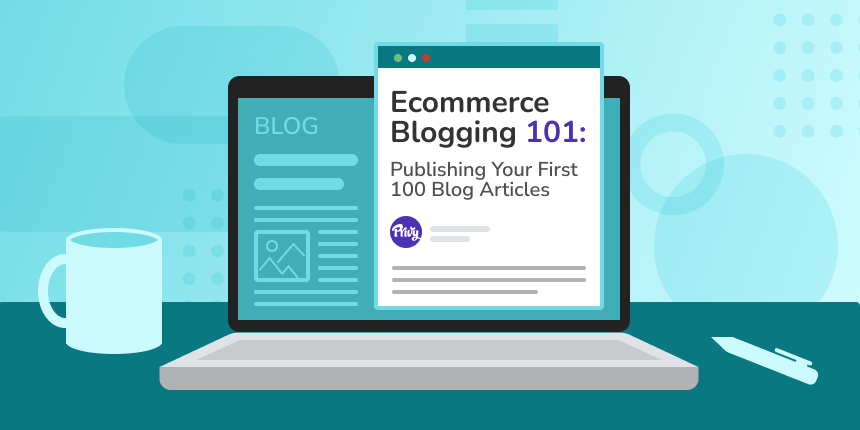 BLOG
Ecommerce
Blogging 101:
Publishing Your First
100 Blog Articles
Privy